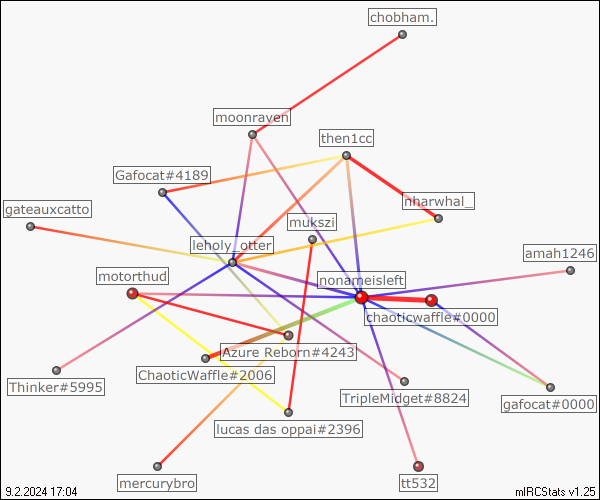 chobham.
moonraven
then1cc
Gafocat#4189
nharwhal_
gateauxcatto
mukszi
leholy_otter
amah1246
motorthud
nonameisleft
chaoticwaffle#0000
Azure Reborn#4243
ChaoticWaffle#2006
Thinker#5995
TripleMidget#8824
gafocat#0000
lucas das oppai#2396
mercurybro
tt532
9.2.2024 17:04
mIRCStats v1.25